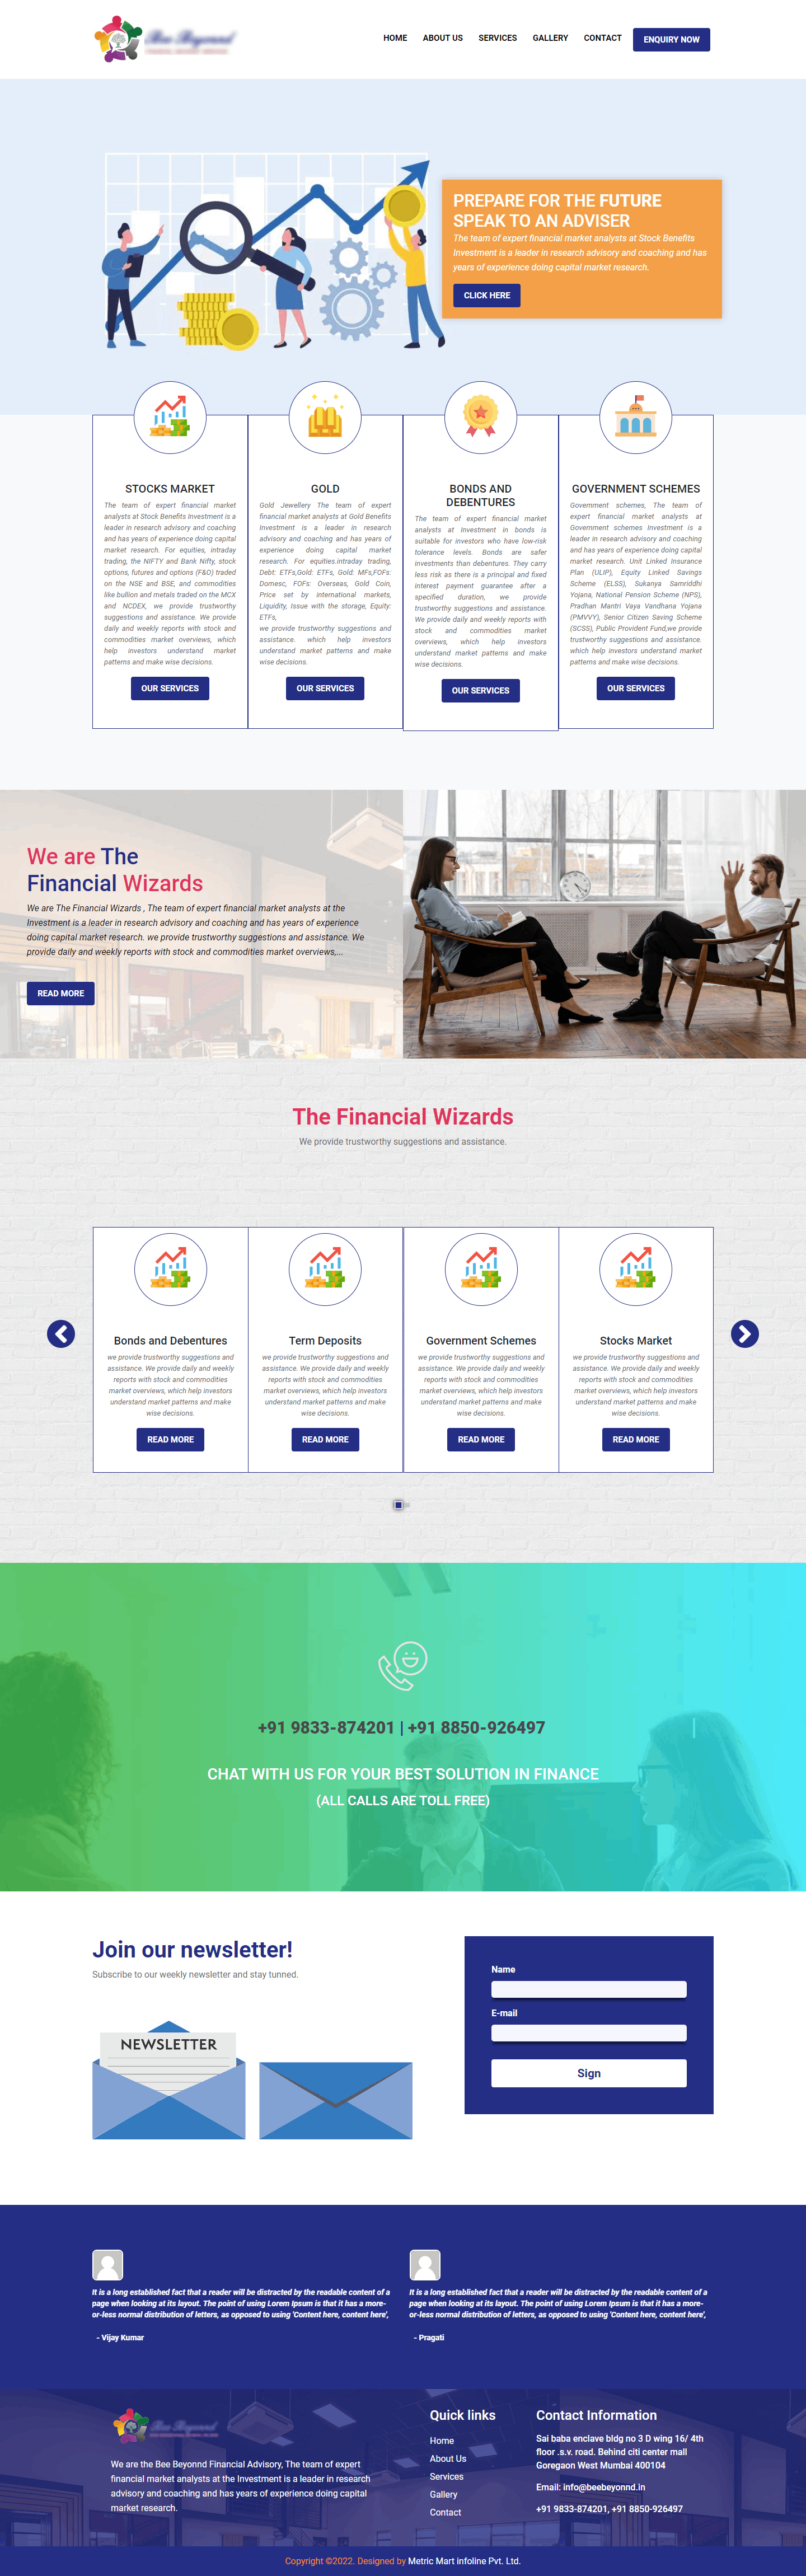 Bee Beyonnd
FINANCIAL ADVISORY SERVICES
HOME ABOUT US SERVICES GALLERY CONTACT ENQUIRY NOW
PREPARE FOR THE FUTURE
SPEAK TO AN ADVISER
The team of expert financial market analysts at Stock Benefits
Investment is a leader in research advisory and coaching and has
years of experience doing capital market research.
CLICK HERE
STOCKS MARKET
The team of expert financial market
analysts at Stock Benefits Investment is a
leader in research advisory and coaching
and has years of experience doing capital
market research. For equities, intraday
trading, the NIFTY and Bank Nifty, stock
options, futures and options (F&O) traded
on the NSE and BSE, and commodities
like bullion and metals traded on the MCX
and NCDEX, we provide trustworthy
suggestions and assistance. We provide
daily and weekly reports with stock and
commodities market overviews, which
help investors understand market
patterns and make wise decisions.
OUR SERVICES
GOLD
Gold Jewellery The team of expert
financial market analysts at Gold Benefits
Investment is a leader in research
advisory and coaching and has years of
experience doing capital market
research. For equities.intraday trading,
Debt: ETFs,Gold: ETFs, Gold: MFs,FOFs:
Domesc, FOFs: Overseas, Gold Coin,
Price set by international markets,
Liquidity, Issue with the storage, Equity:
ETFs,
we provide trustworthy suggestions and
assistance. which help investors
understand market patterns and make
wise decisions.
OUR SERVICES
BONDS AND
DEBENTURES
The team of expert financial market
analysts at Investment in bonds is
suitable for investors who have low-risk
tolerance levels. Bonds are safer
investments than debentures. They carry
less risk as there is a principal and fixed
interest payment guarantee after a
specified duration, we provide
trustworthy suggestions and assistance.
We provide daily and weekly reports with
stock and commodities market
overviews, which help investors
understand market patterns and make
wise decisions.
OUR SERVICES
GOVERNMENT SCHEMES
Government schemes, The team of
expert financial market analysts at
Government schemes Investment is a
leader in research advisory and coaching
and has years of experience doing capital
market research. Unit Linked Insurance
Plan (ULIP), Equity Linked Savings
Scheme (ELSS), Sukanya Samriddhi
Yojana, National Pension Scheme (NPS),
Pradhan Mantri Vaya Vandhana Yojana
(PMVVY), Senior Citizen Saving Scheme
(SCSS), Public Provident Fund,we provide
trustworthy suggestions and assistance.
which help investors understand market
patterns and make wise decisions.
OUR SERVICES
We are The
Financial Wizards
We are The Financial Wizards , The team of expert financial market analysts at the
Investment is a leader in research advisory and coaching and has years of experience
doing capital market research. we provide trustworthy suggestions and assistance. We
provide daily and weekly reports with stock and commodities market overviews,...
READ MORE
The Financial Wizards
We provide trustworthy suggestions and assistance.
Bonds and Debentures
we provide trustworthy suggestions and
assistance. We provide daily and weekly
reports with stock and commodities
market overviews, which help investors
understand market patterns and make
wise decisions.
READ MORE
Term Deposits
we provide trustworthy suggestions and
assistance. We provide daily and weekly
reports with stock and commodities
market overviews, which help investors
understand market patterns and make
wise decisions.
READ MORE
Government Schemes
we provide trustworthy suggestions and
assistance. We provide daily and weekly
reports with stock and commodities
market overviews, which help investors
understand market patterns and make
wise decisions.
READ MORE
Stocks Market
we provide trustworthy suggestions and
assistance. We provide daily and weekly
reports with stock and commodities
market overviews, which help investors
understand market patterns and make
wise decisions.
READ MORE
+91 9833-874201 | +91 8850-926497
CHAT WITH US FOR YOUR BEST SOLUTION IN FINANCE
(ALL CALLS ARE TOLL FREE)
Join our newsletter!
Subscribe to our weekly newsletter and stay tunned.
NEWSLETTER
Name
E-mail
Sign
It is a long established fact that a reader will be distracted by the readable content of a
page when looking at its layout. The point of using Lorem Ipsum is that it has a more-
or-less normal distribution of letters, as opposed to using 'Content here, content here',
- Vijay Kumar
It is a long established fact that a reader will be distracted by the readable content of a
page when looking at its layout. The point of using Lorem Ipsum is that it has a more-
or-less normal distribution of letters, as opposed to using 'Content here, content here',
- Pragati
Bee Beyonnd
We are the Bee Beyonnd Financial Advisory, The team of expert
financial market analysts at the Investment is a leader in research
advisory and coaching and has years of experience doing capital
market research.
Quick links
Home
About Us
Services
Gallery
Contact
Contact Information
Sai baba enclave bldg no 3 D wing 16/ 4th
floor .s.v. road. Behind citi center mall
Goregaon West Mumbai 400104
Email: info@beebeyonnd.in
+91 9833-874201, +91 8850-926497
Copyright ©2022. Designed by Metric Mart infoline Pvt. Ltd.